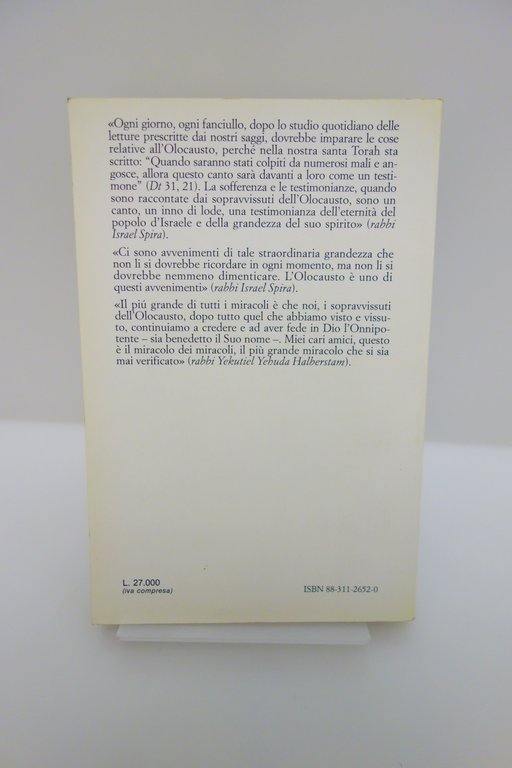 «Ogni giorno, ogni fanciullo, dopo lo studio quotidiano delle
letture prescritte dai nostri saggi, dovrebbe imparare le cose
relative all'Olocausto, perché nella nostra santa Torah sta
scritto: "Quando saranno stati colpiti da numerosi mali e an-
gosce, allora questo canto sarà davanti a loro come un testi-
mone" (Dt 31, 21). La sofferenza e le testimonianze, quando
sono raccontate dai sopravvissuti dell'Olocausto, sono un
canto, un inno di lode, una testimonianza dell'eternità del
popolo d'Israele e della grandezza del suo spirito» (rabbi
Israel Spira).
«Ci sono avvenimenti di tale straordinaria grandezza che
non li si dovrebbe ricordare in ogni momento, ma non li si
dovrebbe nemmeno dimenticare. L'Olocausto è uno di
questi avvenimenti» (rabbi Israel Spira).
«Il piú grande di tutti i miracoli è che noi, i sopravvissuti
dell'Olocausto, dopo tutto quel che abbiamo visto e vissu-
to, continuiamo a credere e ad aver fede in Dio l'Onnipo-
tente – sia benedetto il Suo nome –. Miei cari amici, questo
è il miracolo dei miracoli, il più grande miracolo che si sia
mai verificato» (rabbi Yekutiel Yehuda Halberstam).
L. 27.000
(iva compresa)
ISBN 88-311-2652-0